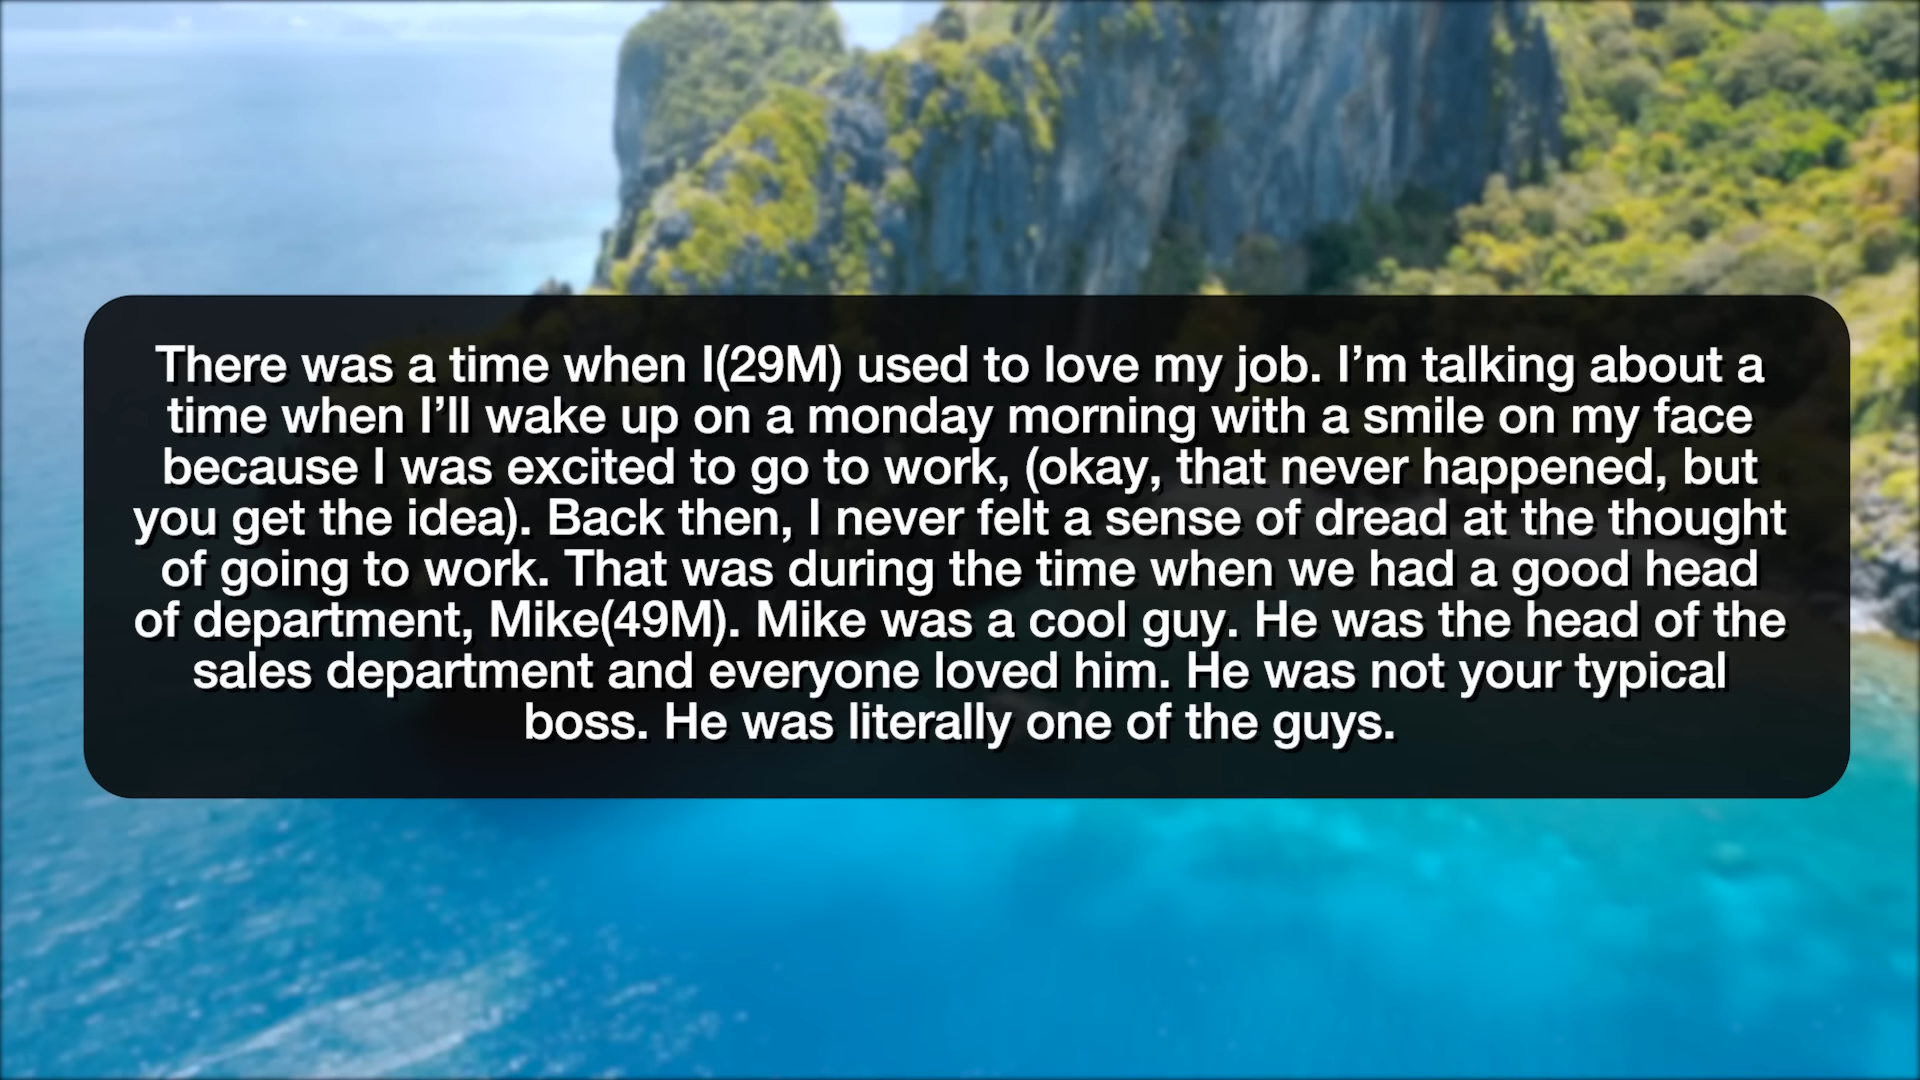 There was a time when I(29M) used to love my job. I’m talking about a
time when I’ll wake up on a monday morning with a smile on my face
because I was excited to go to work, (okay, that never happened, but
you get the idea). Back then, I never felt a sense of dread at the thought
of going to work. That was during the time when we had a good head
of department, Mike(49M). Mike was a cool guy. He was the head of the
sales department and everyone loved him. He was not your typical
boss. He was literally one of the guys.